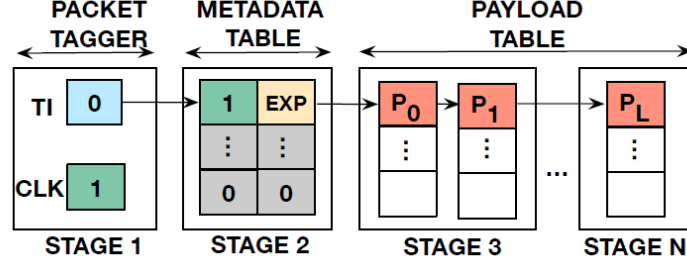 PACKET TAGGER
METADATA TABLE
PAYLOAD TABLE
TI 0
CLK 1
1 EXP
⋮ ⋮
0 0
P0 P1 ... PL
⋮ ⋮ ⋮
STAGE 1 STAGE 2 STAGE 3 STAGE N